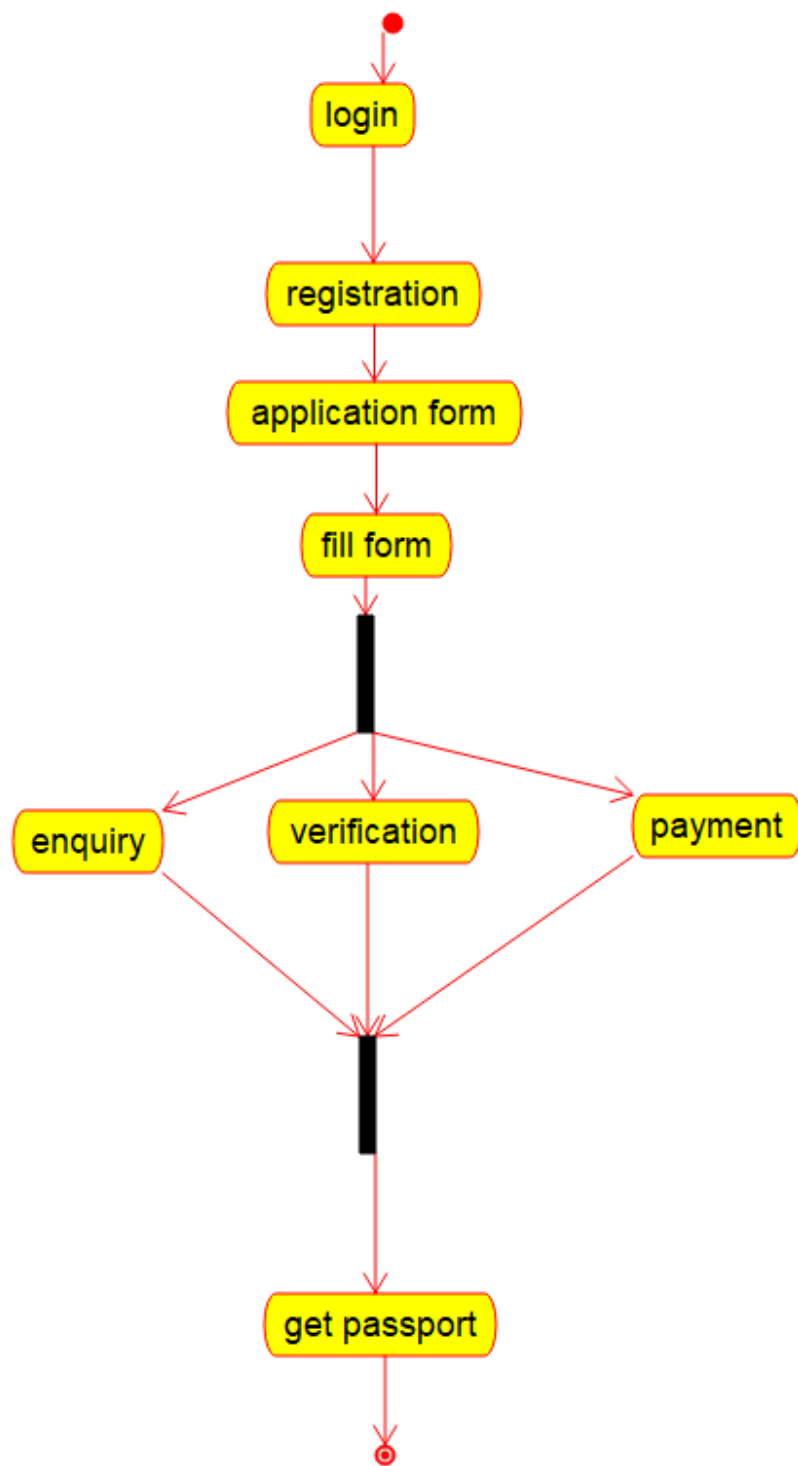 login
registration
application form
fill form
enquiry
verification
payment
get passport